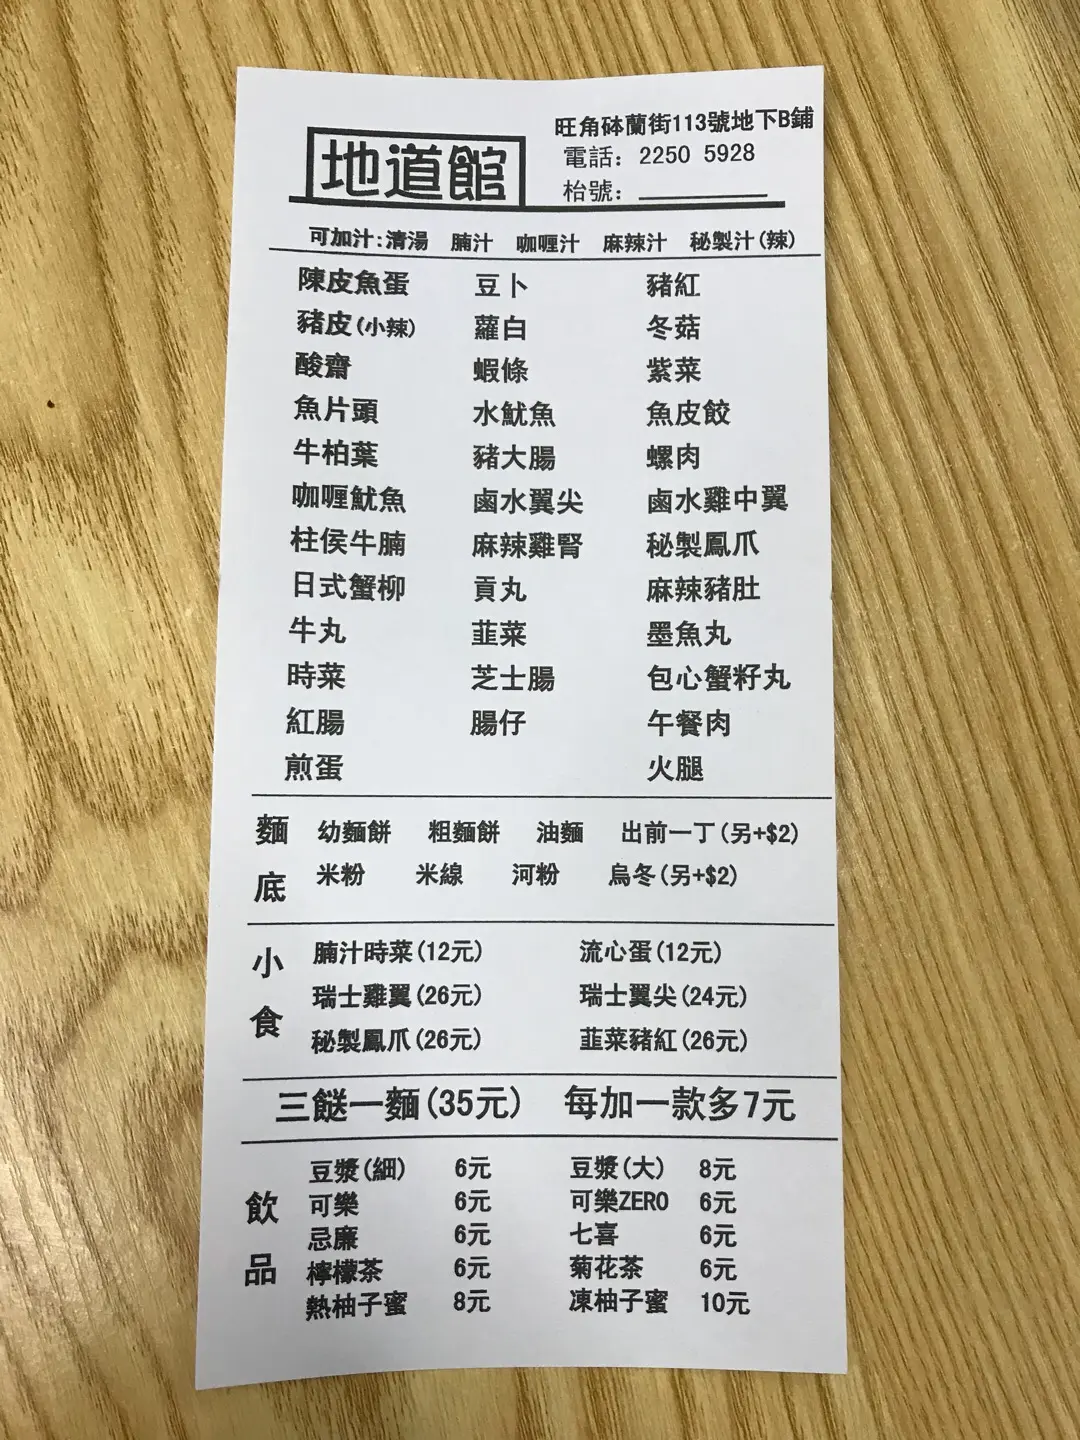 地道館
旺角砵蘭街113號地下B鋪
電話：2250 5928
枱號：
可加汁：清湯 腩汁 咖喱汁 麻辣汁 秘製汁(辣)
陳皮魚蛋 豆卜 豬紅
豬皮(小辣) 蘿白 冬菇
酸齋 蝦條 紫菜
魚片頭 水魷魚 魚皮餃
牛柏葉 豬大腸 螺肉
咖喱魷魚 鹵水翼尖 鹵水雞中翼
柱侯牛腩 麻辣雞腎 秘製鳳爪
日式蟹柳 貢丸 麻辣豬肚
牛丸 韮菜 墨魚丸
時菜 芝士腸 包心蟹籽丸
紅腸 腸仔 午餐肉
煎蛋 火腿
麵底
幼麵餅 粗麵餅 油麵 出前一丁(另+$2)
米粉 米線 河粉 烏冬(另+$2)
小食
腩汁時菜(12元) 流心蛋(12元)
瑞士雞翼(26元) 瑞士翼尖(24元)
秘製鳳爪(26元) 韮菜豬紅(26元)
三餸一麵(35元) 每加一款多7元
飲品
豆漿(細) 6元 豆漿(大) 8元
可樂 6元 可樂ZERO 6元
忌廉 6元 七喜 6元
檸檬茶 6元 菊花茶 6元
熱柚子蜜 8元 凍柚子蜜 10元